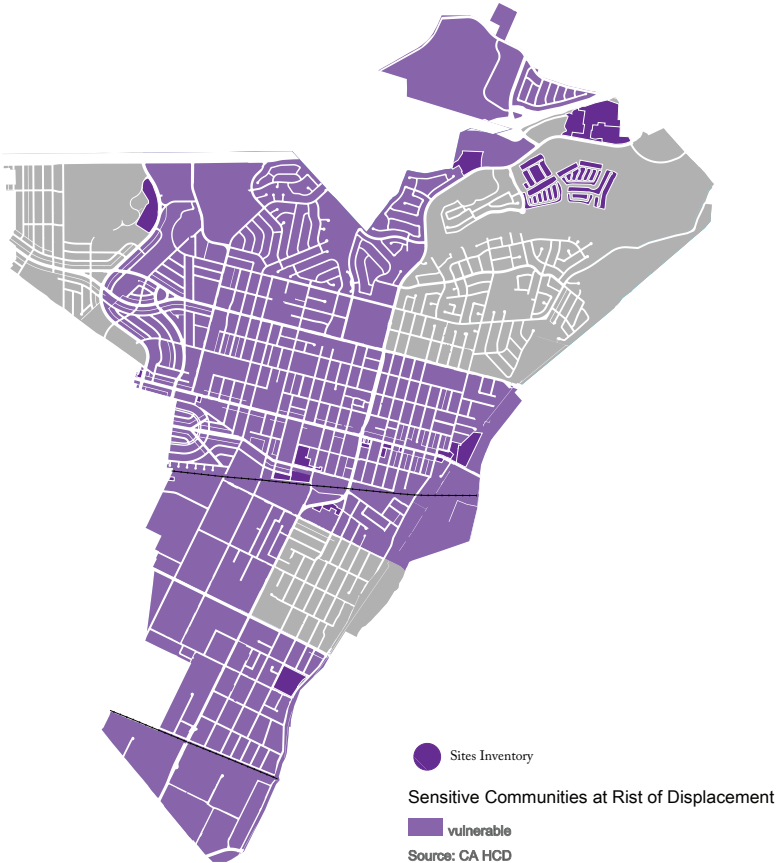 Sites Inventory
Sensitive Communities at Rist of Displacement
vulnerable
Source: CA HCD